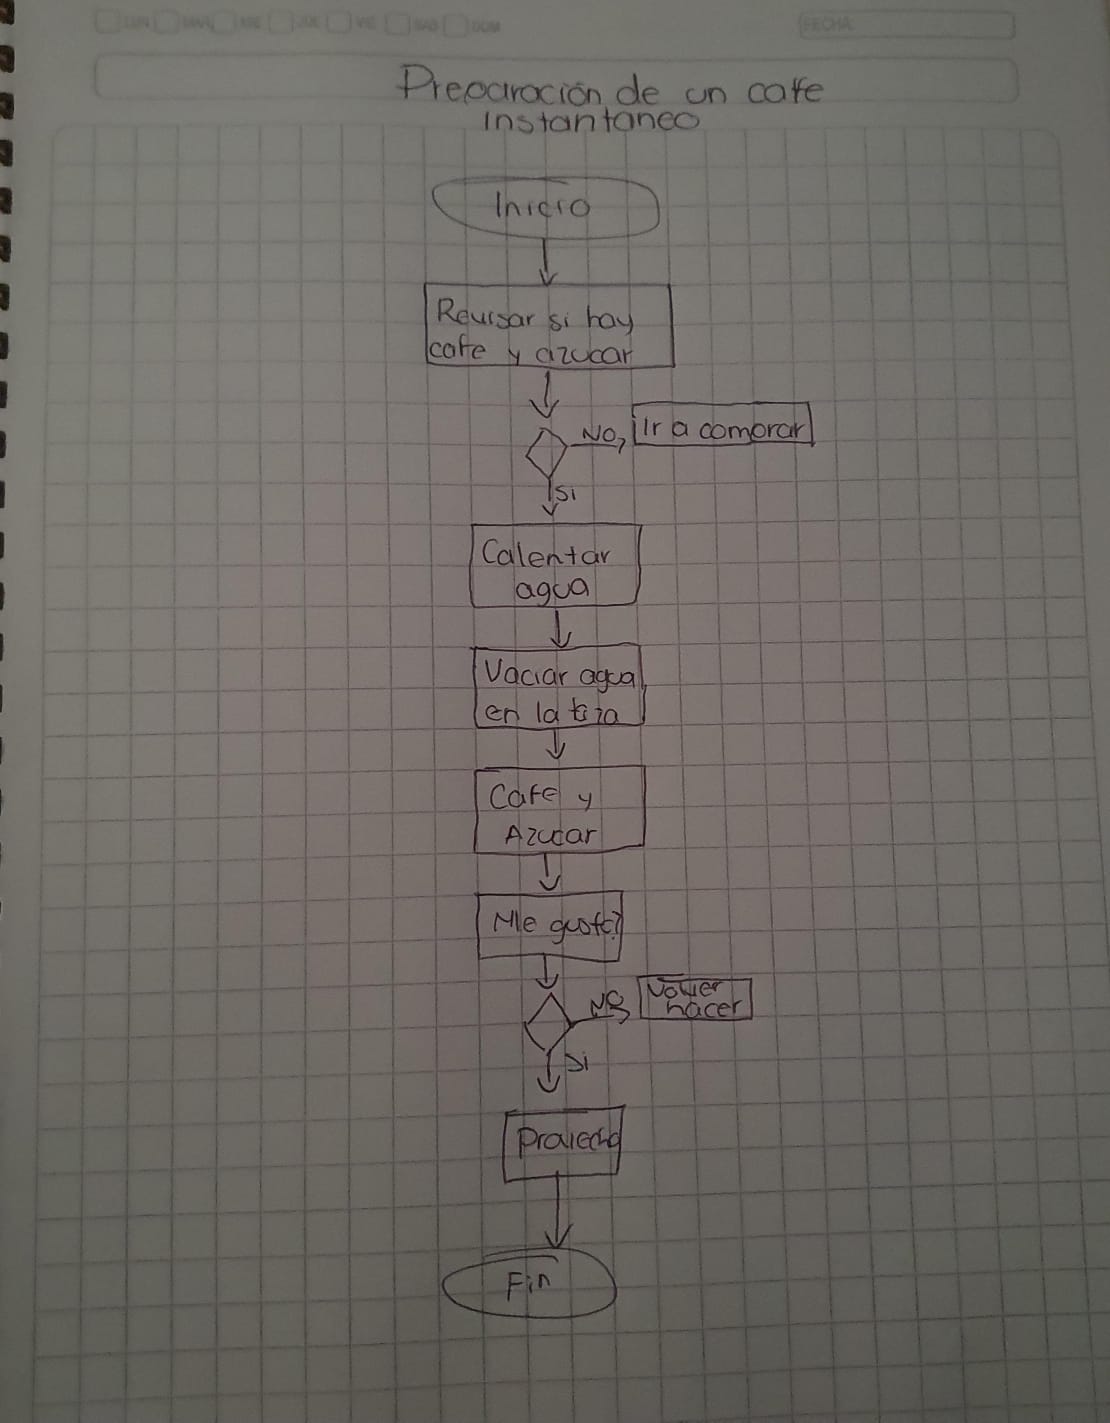 LUN MAR MIE JUE VIE SAB DOM
FECHA
Preparación de un cafe
instantaneo
Inicio
Revisar si hay
cafe y azucar
NO, Ir a comprar
Si
Calentar
agua
Vaciar agua
en la
Cafe y
Azucar
Me gusto?
NO Volver
hacer
Si
Provecho
Fin